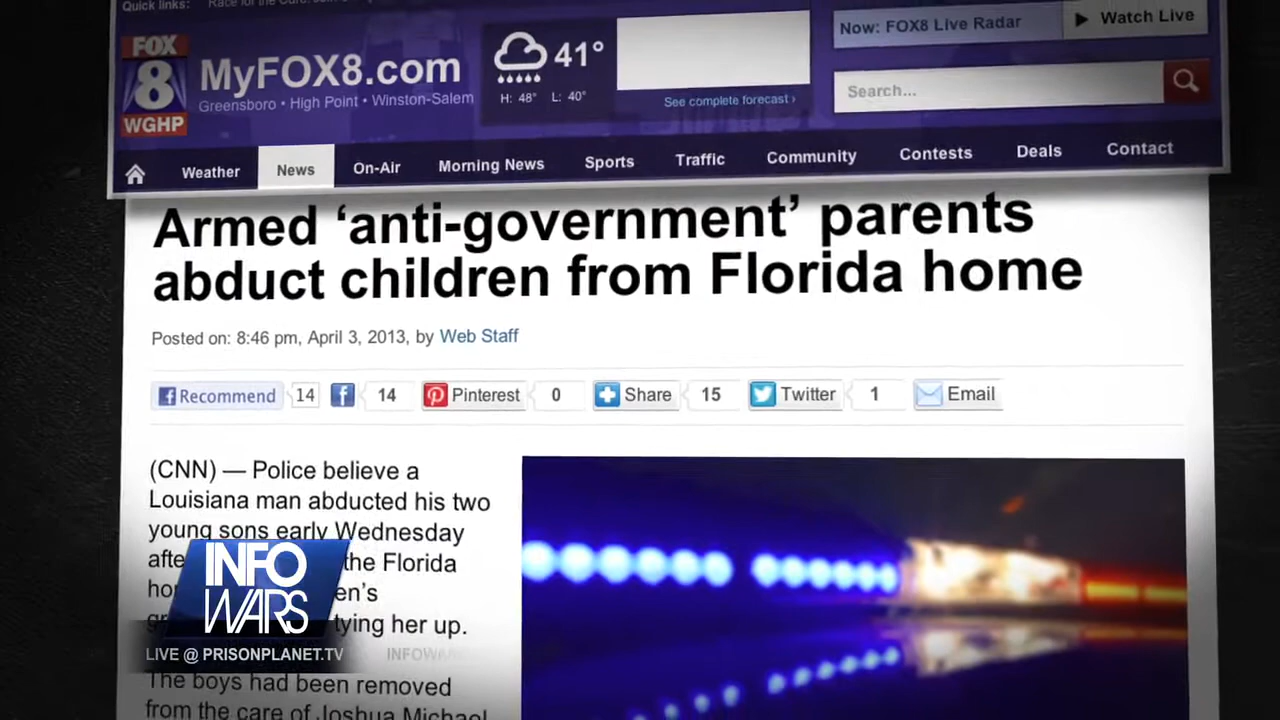 Quick links:
FOX
8
WGHP
MyFOX8.com
Greensboro • High Point • Winston-Salem
41°
H: 48° L: 40°
See complete forecast ›
Now: FOX8 Live Radar
Watch Live
Search...
Weather News On-Air Morning News Sports Traffic Community Contests Deals Contact
Armed ‘anti-government’ parents
abduct children from Florida home
Posted on: 8:46 pm, April 3, 2013, by Web Staff
Recommend 14 14 Pinterest 0 Share 15 Twitter 1 Email
(CNN) — Police believe a
Louisiana man abducted his two
young sons early Wednesday
the Florida
tying her up.
The boys had been removed
from the care of Joshua Michael
INFO
WARS
LIVE @ PRISONPLANET.TV